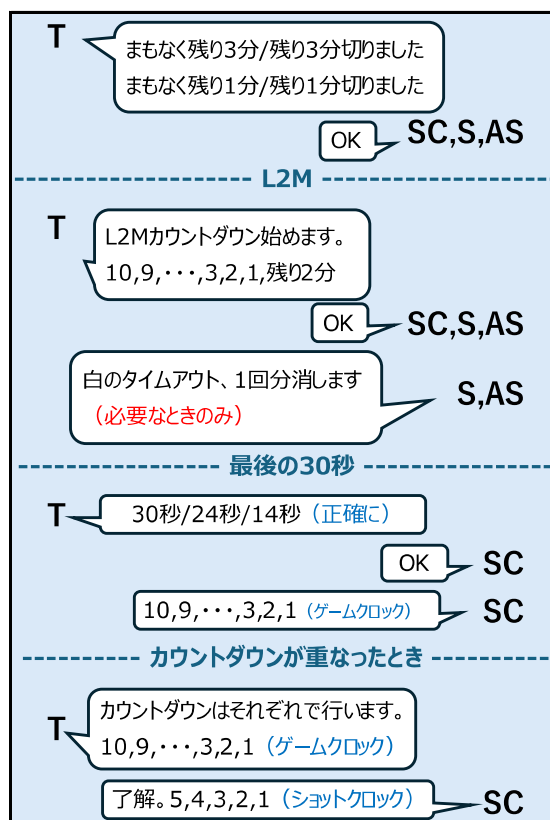 T
まもなく残り3分/残り3分切りました
まもなく残り1分/残り1分切りました
OK
SC,S,AS
L2M
T
L2Mカウントダウン始めます。
10,9,・・・,3,2,1,残り2分
OK
SC,S,AS
白のタイムアウト、1回分消します
（必要なときのみ）
S,AS
最後の30秒
T
30秒/24秒/14秒（正確に）
OK
SC
10,9,・・・,3,2,1（ゲームクロック）
SC
カウントダウンが重なったとき
T
カウントダウンはそれぞれで行います。
10,9,・・・,3,2,1（ゲームクロック）
了解。5,4,3,2,1（ショットクロック）
SC